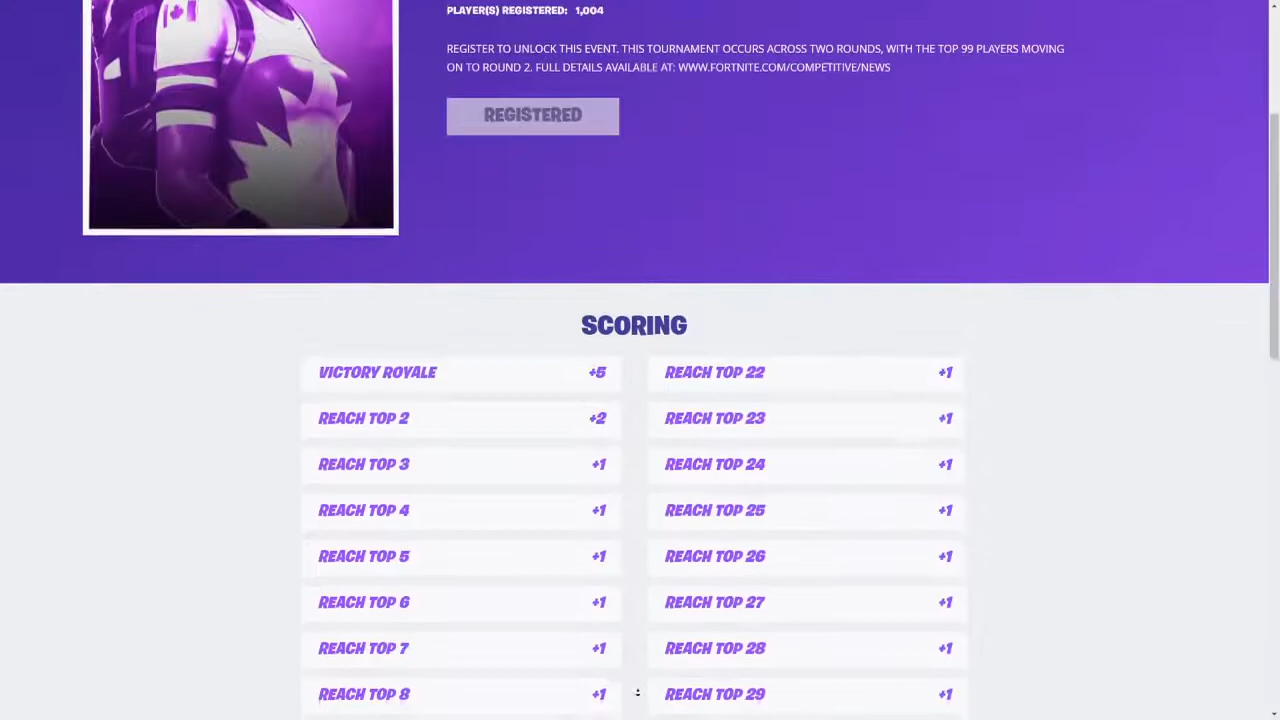 PLAYER(S) REGISTERED: 1,004
REGISTER TO UNLOCK THIS EVENT. THIS TOURNAMENT OCCURS ACROSS TWO ROUNDS, WITH THE TOP 99 PLAYERS MOVING
ON TO ROUND 2. FULL DETAILS AVAILABLE AT: WWW.FORTNITE.COM/COMPETITIVE/NEWS
REGISTERED
SCORING
VICTORY ROYALE +5
REACH TOP 2 +2
REACH TOP 3 +1
REACH TOP 4 +1
REACH TOP 5 +1
REACH TOP 6 +1
REACH TOP 7 +1
REACH TOP 8 +1
REACH TOP 22 +1
REACH TOP 23 +1
REACH TOP 24 +1
REACH TOP 25 +1
REACH TOP 26 +1
REACH TOP 27 +1
REACH TOP 28 +1
REACH TOP 29 +1